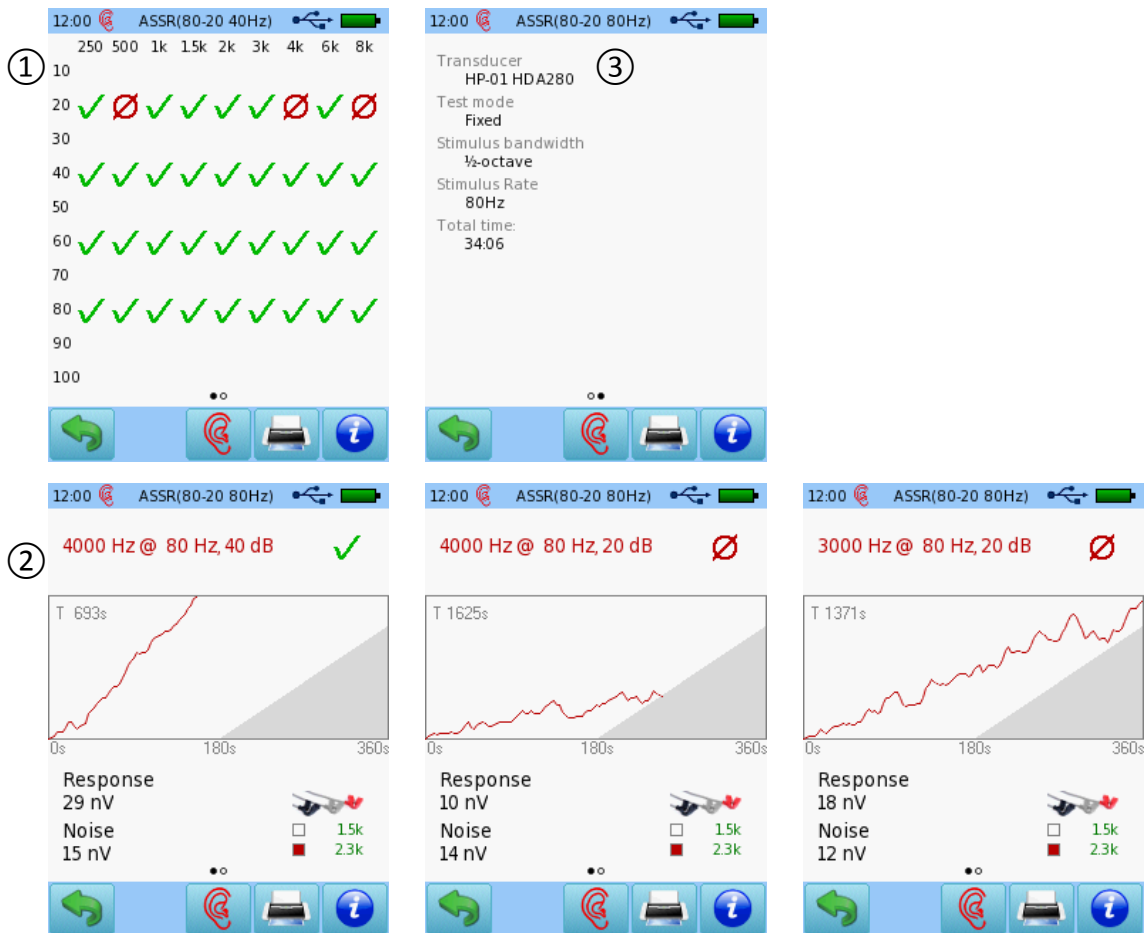 12:00 ASSR(80-20 40Hz)
① 250 500 1k 1.5k 2k 3k 4k 6k 8k
10
20
30
40
50
60
70
80
90
100
12:00 ASSR(80-20 80Hz)
③
Transducer
HP-01 HDA280
Test mode
Fixed
Stimulus bandwidth
½-octave
Stimulus Rate
80Hz
Total time:
34:06
②
12:00 ASSR(80-20 80Hz)
4000 Hz @ 80 Hz, 40 dB
T 693s
0s 180s 360s
Response
29 nV
Noise
15 nV
1.5k
2.3k
12:00 ASSR(80-20 80Hz)
4000 Hz @ 80 Hz, 20 dB
T 1625s
0s 180s 360s
Response
10 nV
Noise
14 nV
1.5k
2.3k
12:00 ASSR(80-20 80Hz)
3000 Hz @ 80 Hz, 20 dB
T 1371s
0s 180s 360s
Response
18 nV
Noise
12 nV
1.5k
2.3k